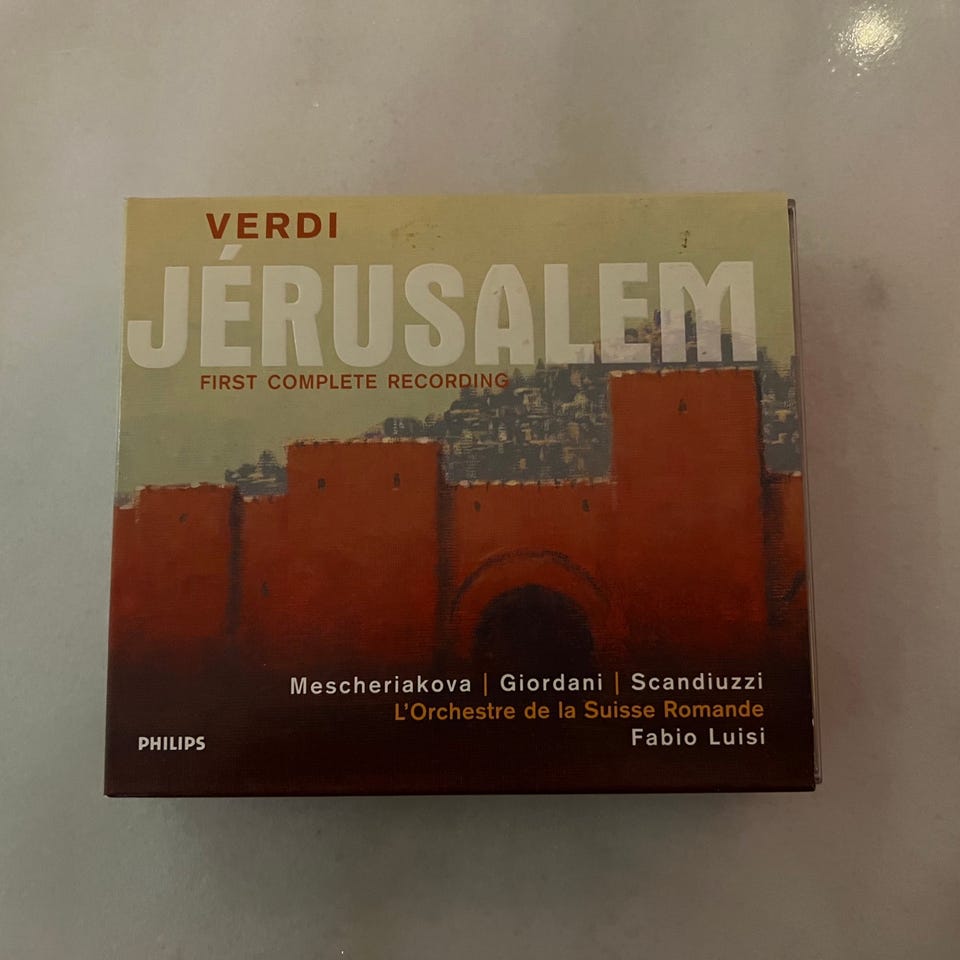 VERDI
JÉRUSALEM
FIRST COMPLETE RECORDING
Mescheriakova | Giordani | Scandiuzzi
L'Orchestre de la Suisse Romande
Fabio Luisi
PHILIPS